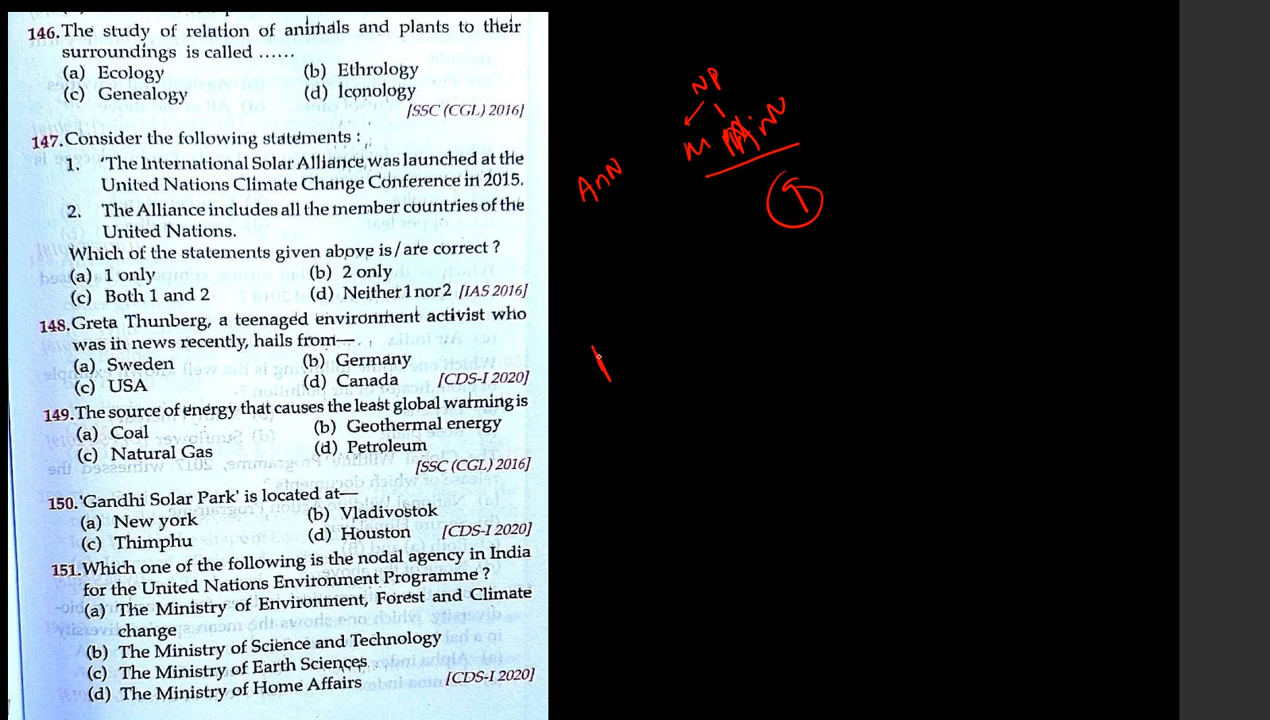 146.The study of relation of animals and plants to their
surroundings is called ......
(a) Ecology (b) Ethrology
(c) Genealogy (d) Iconology
[SSC (CGL) 2016]
147.Consider the following statements :
1. 'The International Solar Alliance was launched at the
United Nations Climate Change Conference in 2015.
2. The Alliance includes all the member countries of the
United Nations.
Which of the statements given above is/are correct ?
(a) 1 only (b) 2 only
(c) Both 1 and 2 (d) Neither 1 nor 2 [IAS 2016]
148.Greta Thunberg, a teenaged environment activist who
was in news recently, hails from—
(a) Sweden (b) Germany
(c) USA (d) Canada [CDS-I 2020]
149.The source of energy that causes the least global warming is
(a) Coal (b) Geothermal energy
(c) Natural Gas (d) Petroleum
[SSC (CGL) 2016]
150.'Gandhi Solar Park' is located at—
(a) New york (b) Vladivostok
(c) Thimphu (d) Houston [CDS-I 2020]
151.Which one of the following is the nodal agency in India
for the United Nations Environment Programme ?
(a) The Ministry of Environment, Forest and Climate
change
(b) The Ministry of Science and Technology
(c) The Ministry of Earth Sciences
(d) The Ministry of Home Affairs [CDS-I 2020]
NP
M
AnN